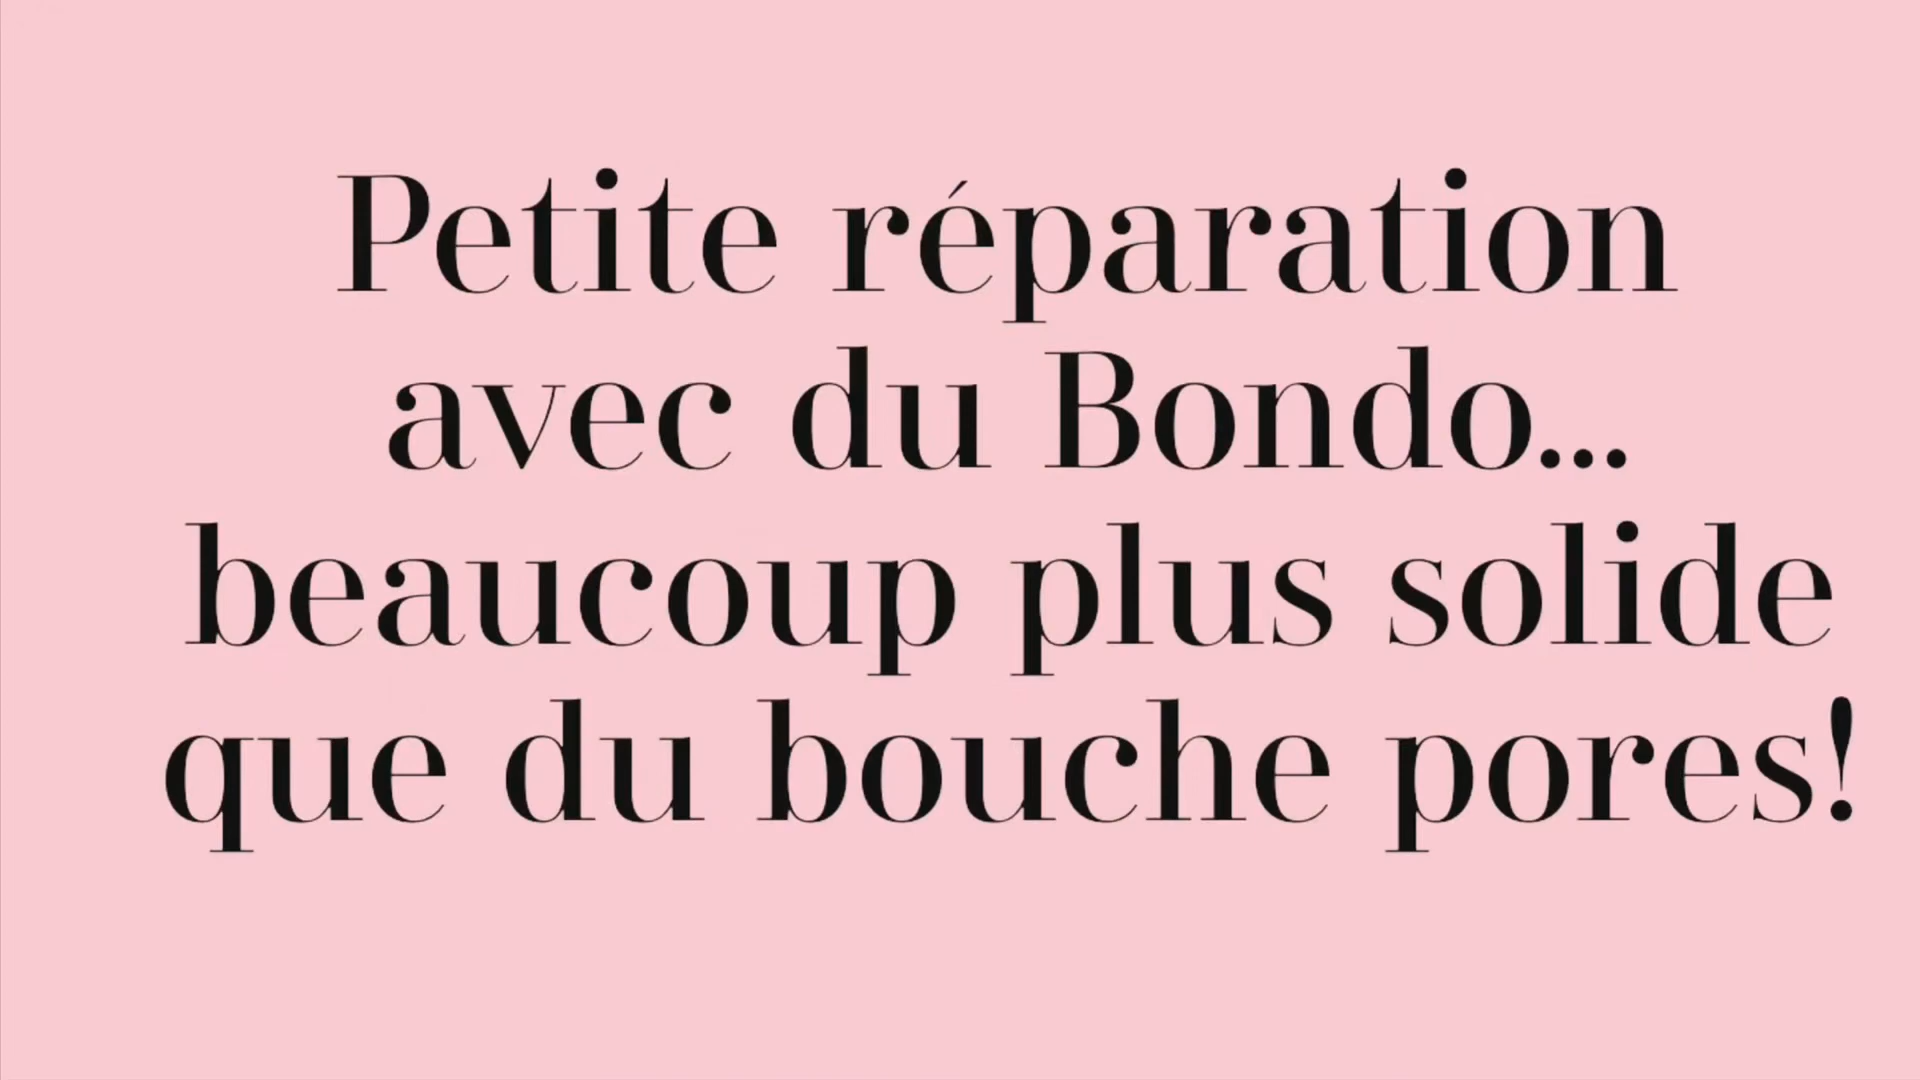 Petite réparation
avec du Bondo...
beaucoup plus solide
que du bouche pores!